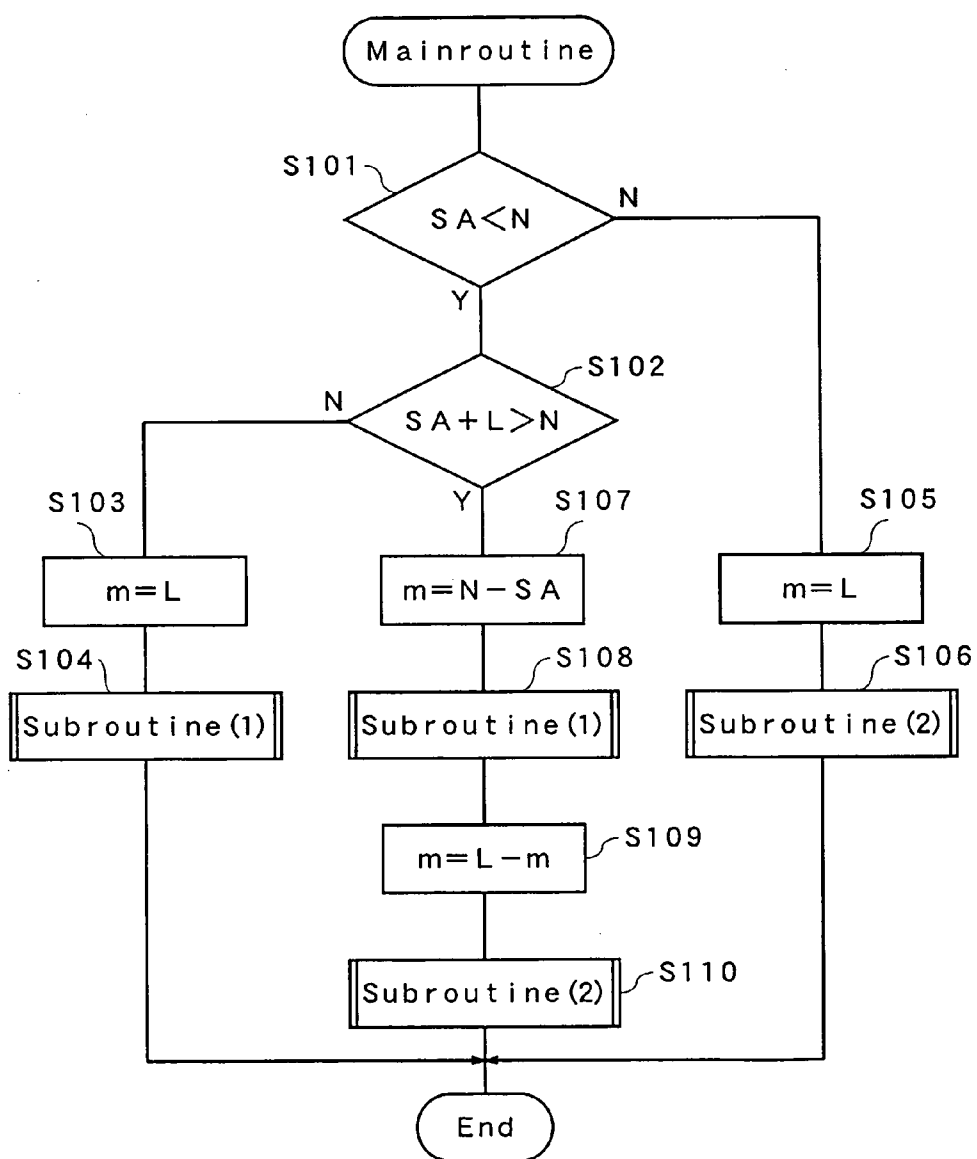 Mainroutine
S101
SA<N
N
Y
S102
N
SA+L>N
Y
S103
m=L
S107
m=N-SA
S105
m=L
S104
Subroutine(1)
S108
Subroutine(1)
S106
Subroutine(2)
m=L-m
S109
Subroutine(2)
S110
End